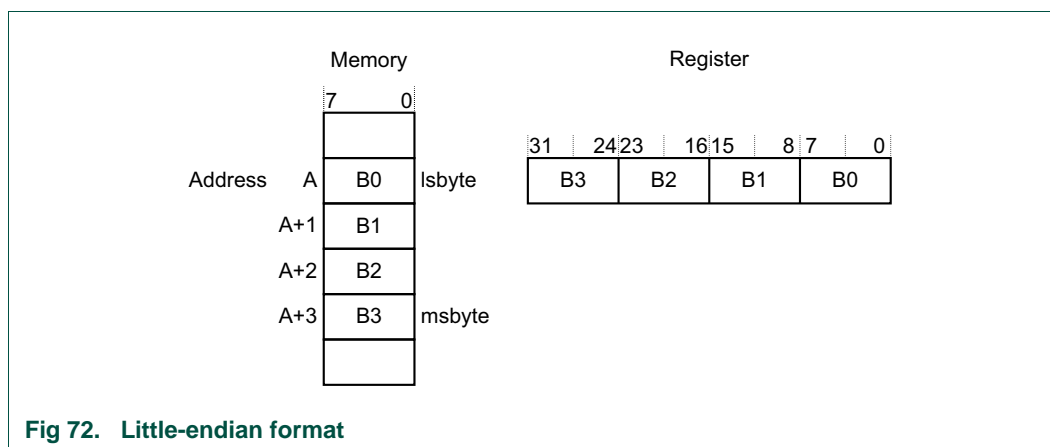 Memory
Register
7 0
31 24 23 16 15 8 7 0
Address A B0 lsbyte
B3 B2 B1 B0
A+1 B1
A+2 B2
A+3 B3 msbyte
Fig 72. Little-endian format